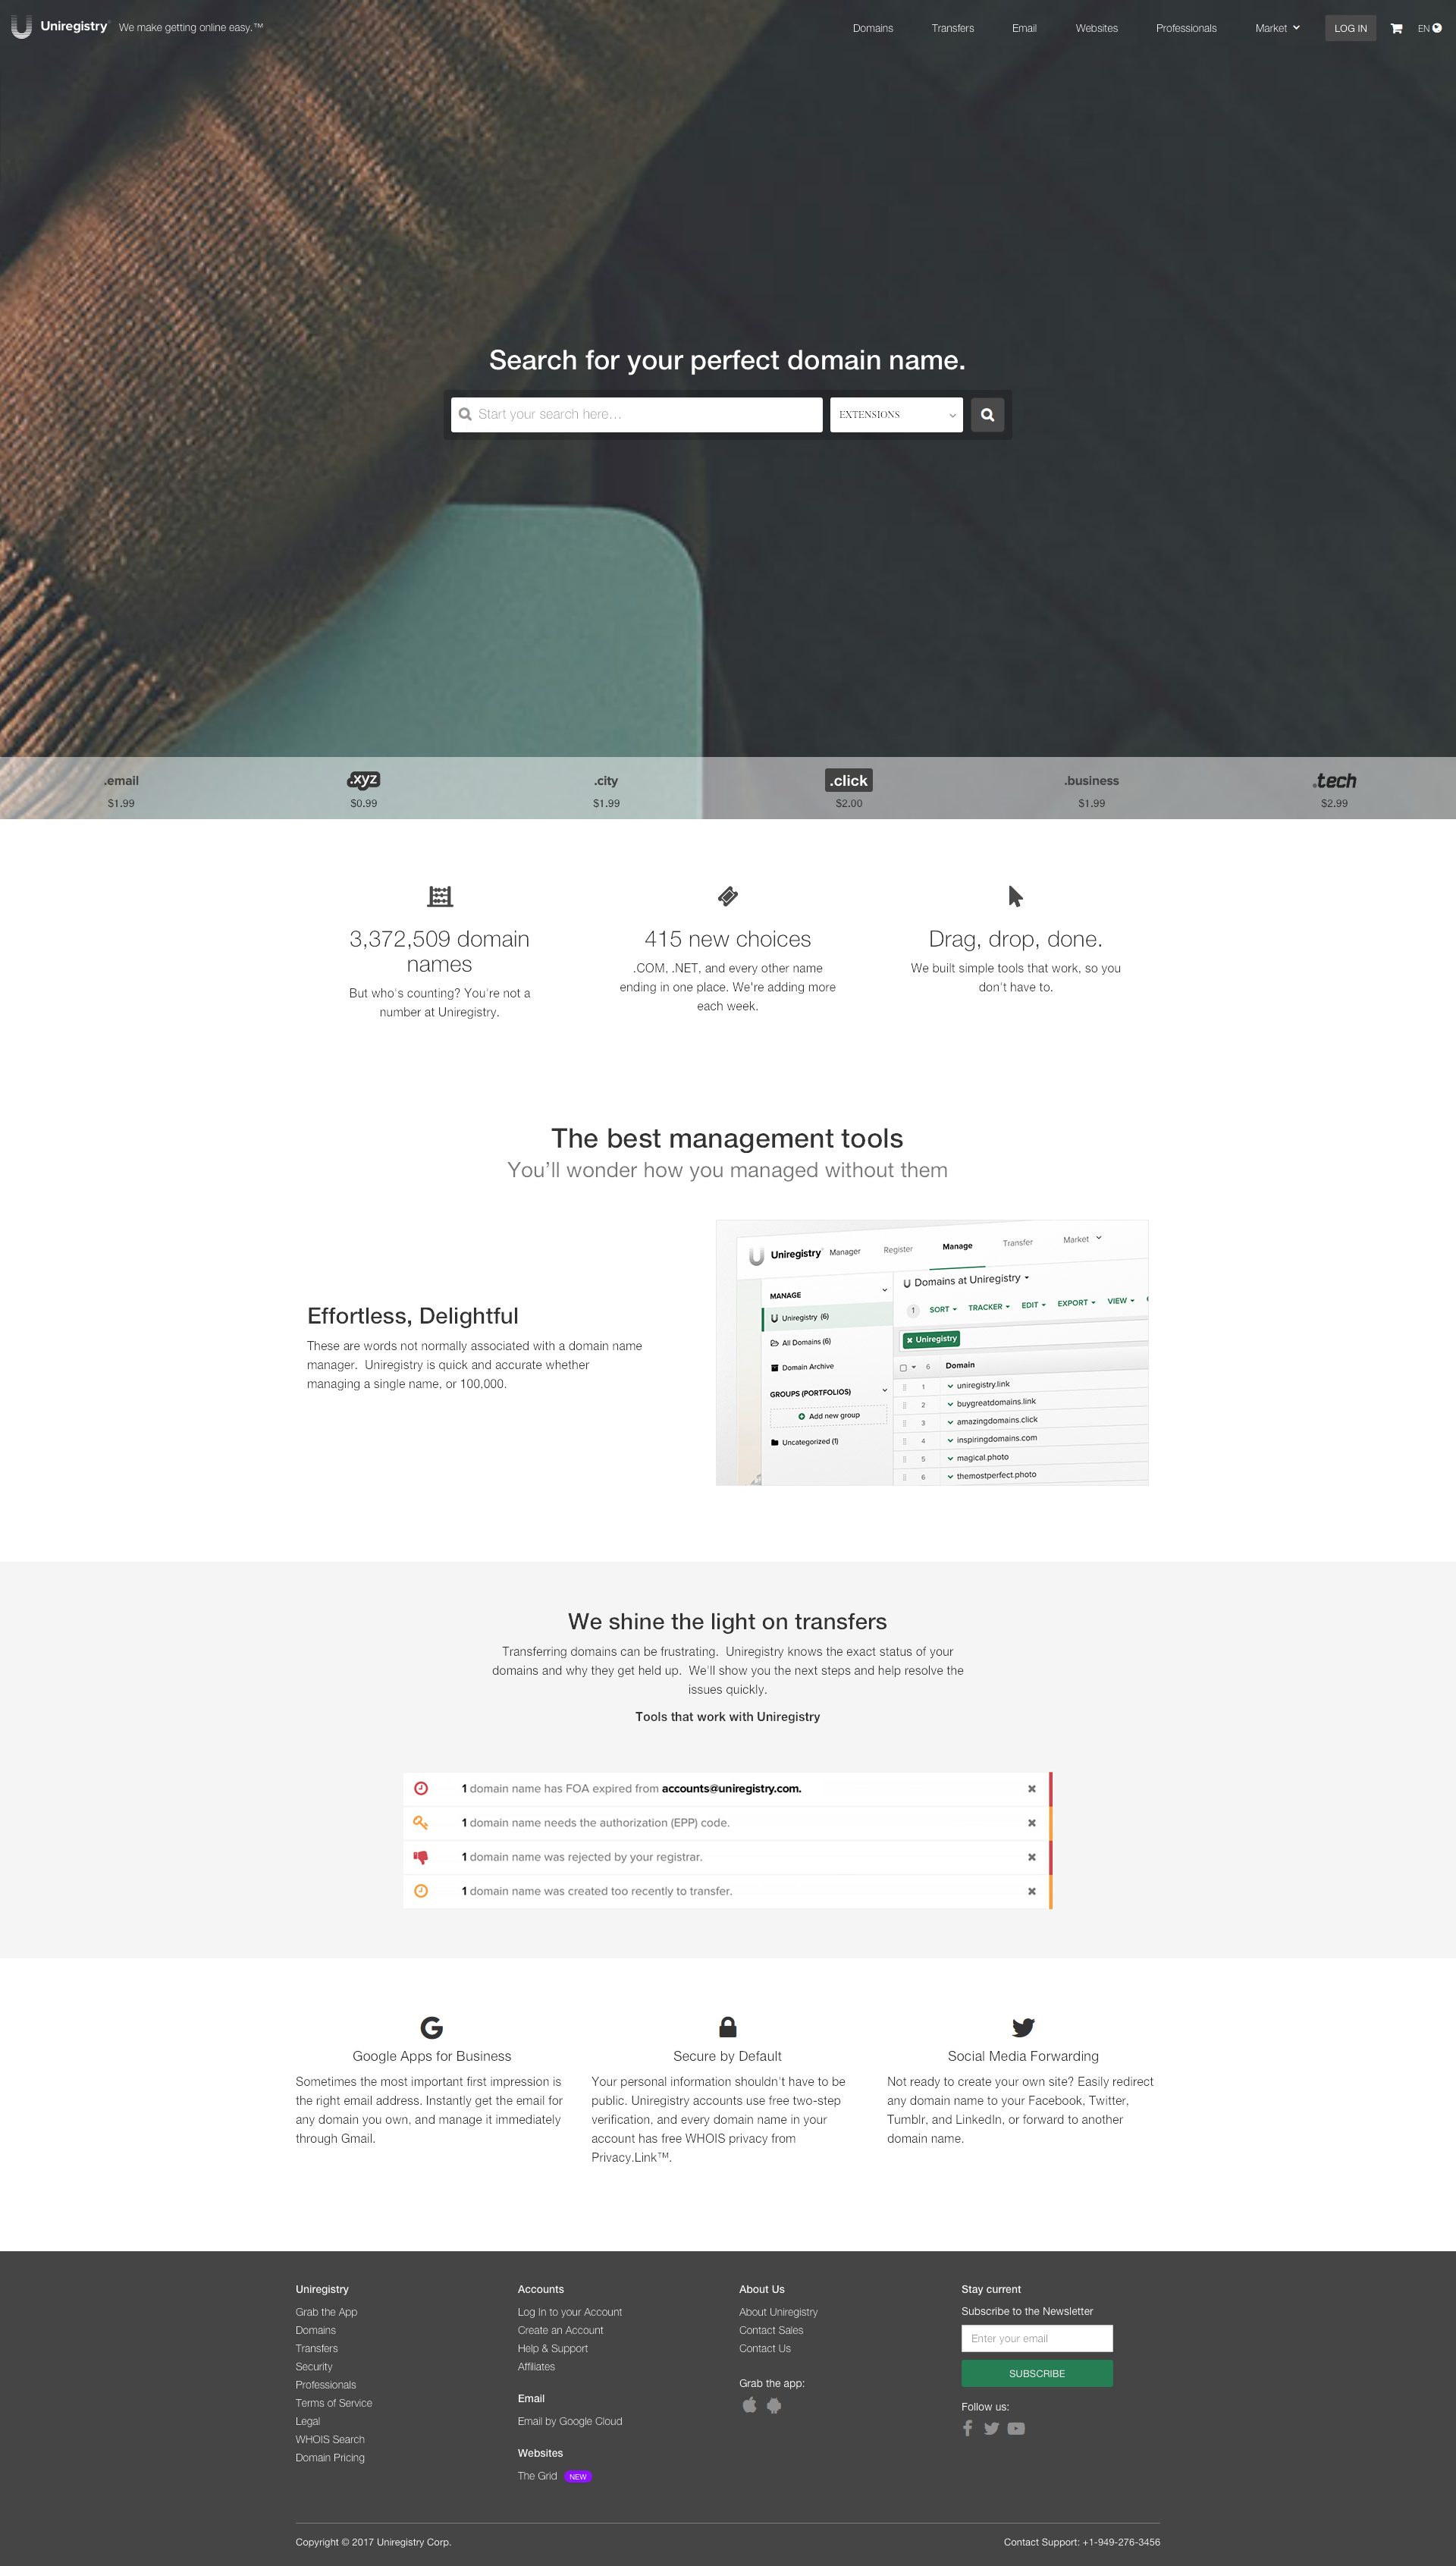 Uniregistry
We make getting online easy.™
Domains
Transfers
Email
Websites
Professionals
Market
LOG IN
EN
Search for your perfect domain name.
Start your search here...
EXTENSIONS
.email
$1.99
.xyz
$0.99
.city
$1.99
.click
$2.00
.business
$1.99
.tech
$2.99
3,372,509 domain
names
But who's counting? You're not a
number at Uniregistry.
415 new choices
.COM, .NET, and every other name
ending in one place. We're adding more
each week.
Drag, drop, done.
We built simple tools that work, so you
don't have to.
The best management tools
You'll wonder how you managed without them
Effortless, Delightful
These are words not normally associated with a domain name
manager.  Uniregistry is quick and accurate whether
managing a single name, or 100,000.
Uniregistry Manager
Register
Manage
Transfer
Market
MANAGE
Uniregistry (6)
All Domains (6)
Domain Archive
GROUPS (PORTFOLIOS)
Add new group
Uncategorized (1)
Domains at Uniregistry
1 SORT TRACKER EDIT EXPORT VIEW
Uniregistry
6 Domain
1 uniregistry.link
2 buygreatdomains.link
3 amazingdomains.click
4 inspiringdomains.com
5 magical.photo
6 themostperfect.photo
We shine the light on transfers
Transferring domains can be frustrating.  Uniregistry knows the exact status of your
domains and why they get held up.  We'll show you the next steps and help resolve the
issues quickly.
Tools that work with Uniregistry
1 domain name has FOA expired from accounts@uniregistry.com.
1 domain name needs the authorization (EPP) code.
1 domain name was rejected by your registrar.
1 domain name was created too recently to transfer.
Google Apps for Business
Sometimes the most important first impression is
the right email address. Instantly get the email for
any domain you own, and manage it immediately
through Gmail.
Secure by Default
Your personal information shouldn't have to be
public. Uniregistry accounts use free two-step
verification, and every domain name in your
account has free WHOIS privacy from
Privacy.Link™.
Social Media Forwarding
Not ready to create your own site? Easily redirect
any domain name to your Facebook, Twitter,
Tumblr, and LinkedIn, or forward to another
domain name.
Uniregistry
Grab the App
Domains
Transfers
Security
Professionals
Terms of Service
Legal
WHOIS Search
Domain Pricing
Accounts
Log In to your Account
Create an Account
Help & Support
Affiliates
Email
Email by Google Cloud
Websites
The Grid NEW
About Us
About Uniregistry
Contact Sales
Contact Us
Grab the app:
Stay current
Subscribe to the Newsletter
Enter your email
SUBSCRIBE
Follow us:
Copyright © 2017 Uniregistry Corp.
Contact Support: +1-949-276-3456